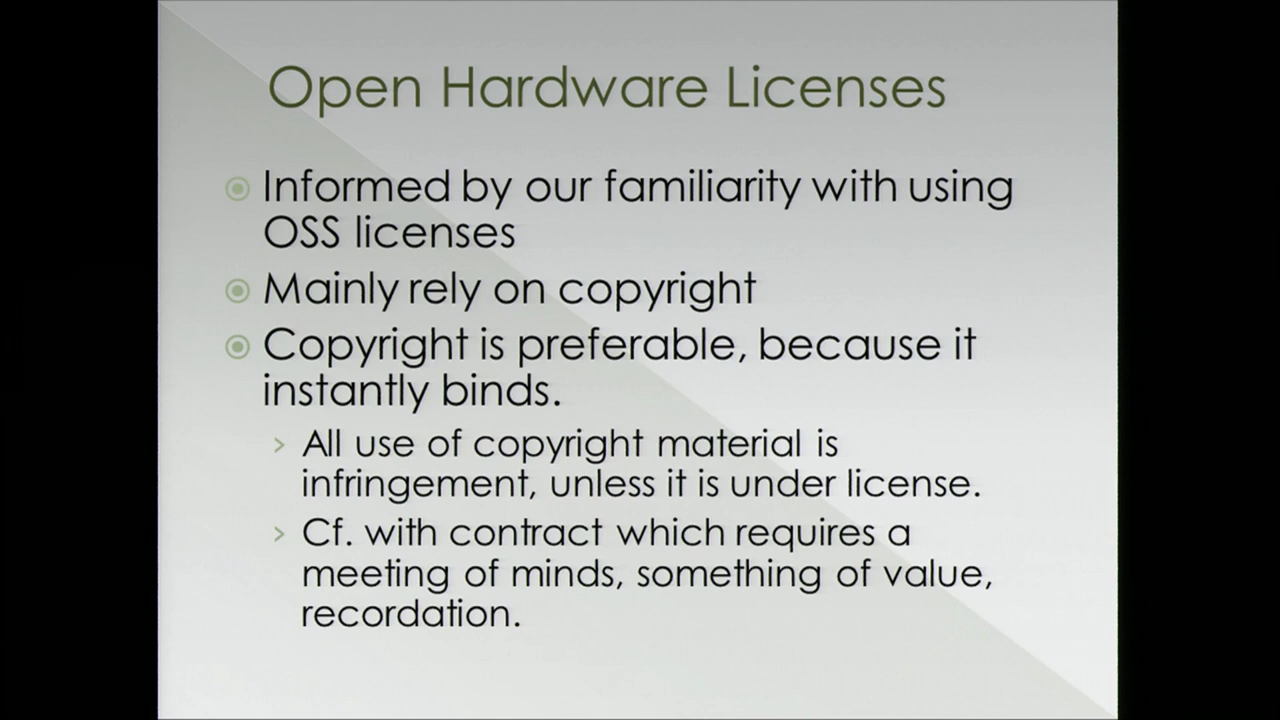 Open Hardware Licenses
Informed by our familiarity with using
OSS licenses
Mainly rely on copyright
Copyright is preferable, because it
instantly binds.
All use of copyright material is
infringement, unless it is under license.
Cf. with contract which requires a
meeting of minds, something of value,
recordation.